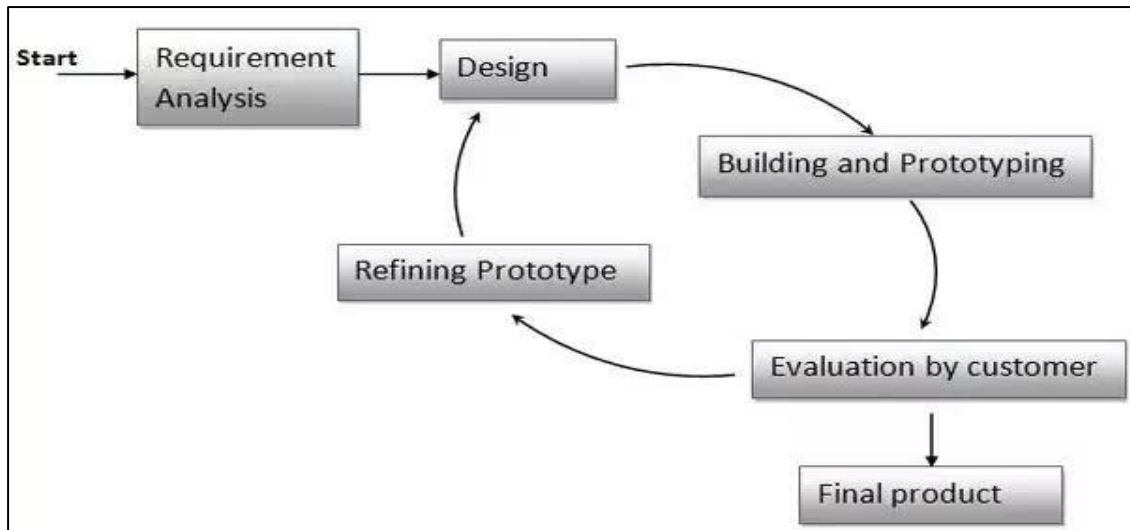 Start
Requirement
Analysis
Design
Building and Prototyping
Refining Prototype
Evaluation by customer
Final product